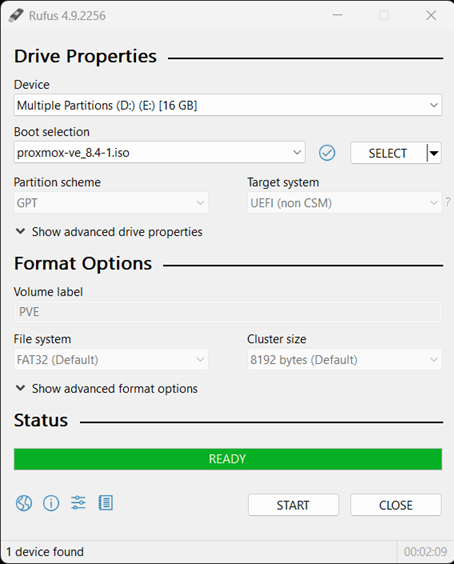 Rufus 4.9.2256
Drive Properties
Device
Multiple Partitions (D:) (E:) [16 GB]
Boot selection
proxmox-ve_8.4-1.iso
SELECT
Partition scheme
Target system
GPT
UEFI (non CSM)
?
Show advanced drive properties
Format Options
Volume label
PVE
File system
Cluster size
FAT32 (Default)
8192 bytes (Default)
Show advanced format options
Status
READY
START
CLOSE
1 device found
00:02:09